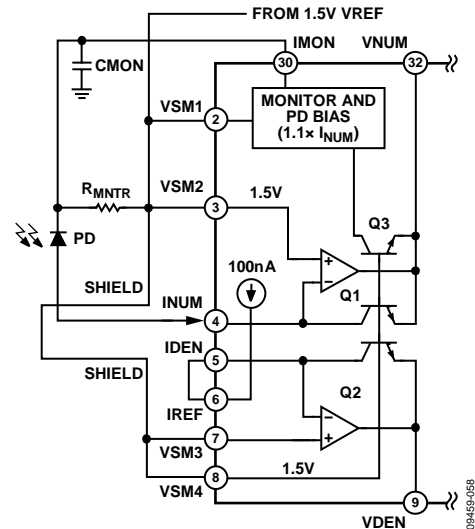 FROM 1.5V VREF
IMON
VNUM
CMON
30
32
VSM1
2
MONITOR AND
PD BIAS
(1.1× INUM)
RMNTR
VSM2
3
1.5V
Q3
PD
100nA
SHIELD
INUM
4
Q1
IDEN
5
SHIELD
6
IREF
Q2
7
VSM3
8
1.5V
VSM4
9
VDEN
09459-058
+
−
−
+